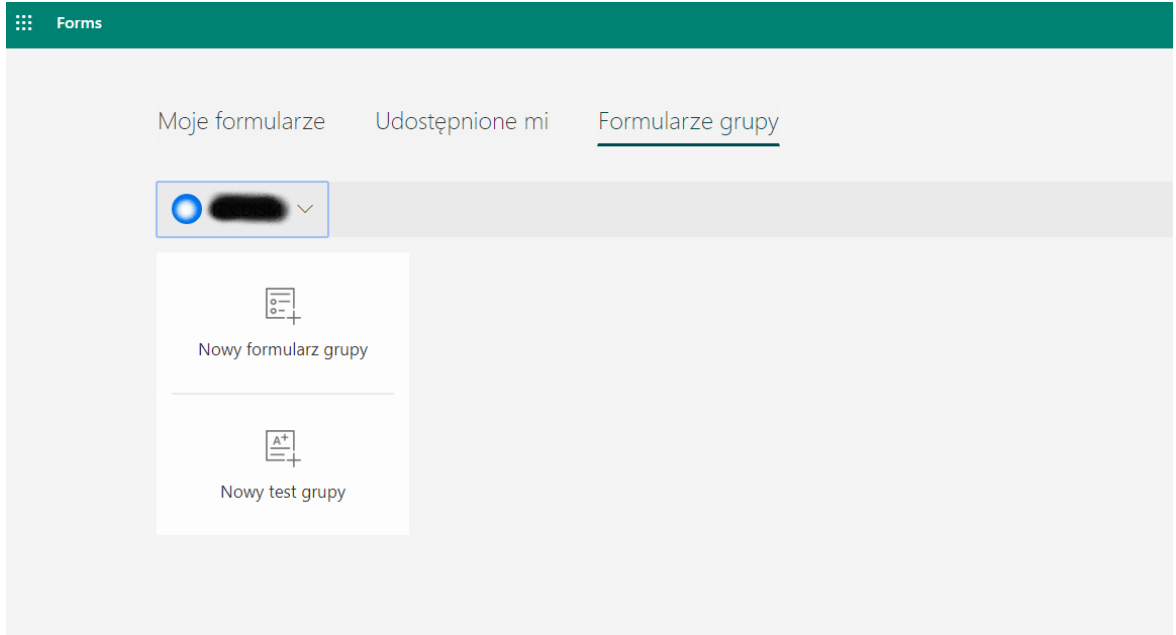 Forms
Moje formularze Udostępnione mi Formularze grupy
Nowy formularz grupy
A+
Nowy test grupy